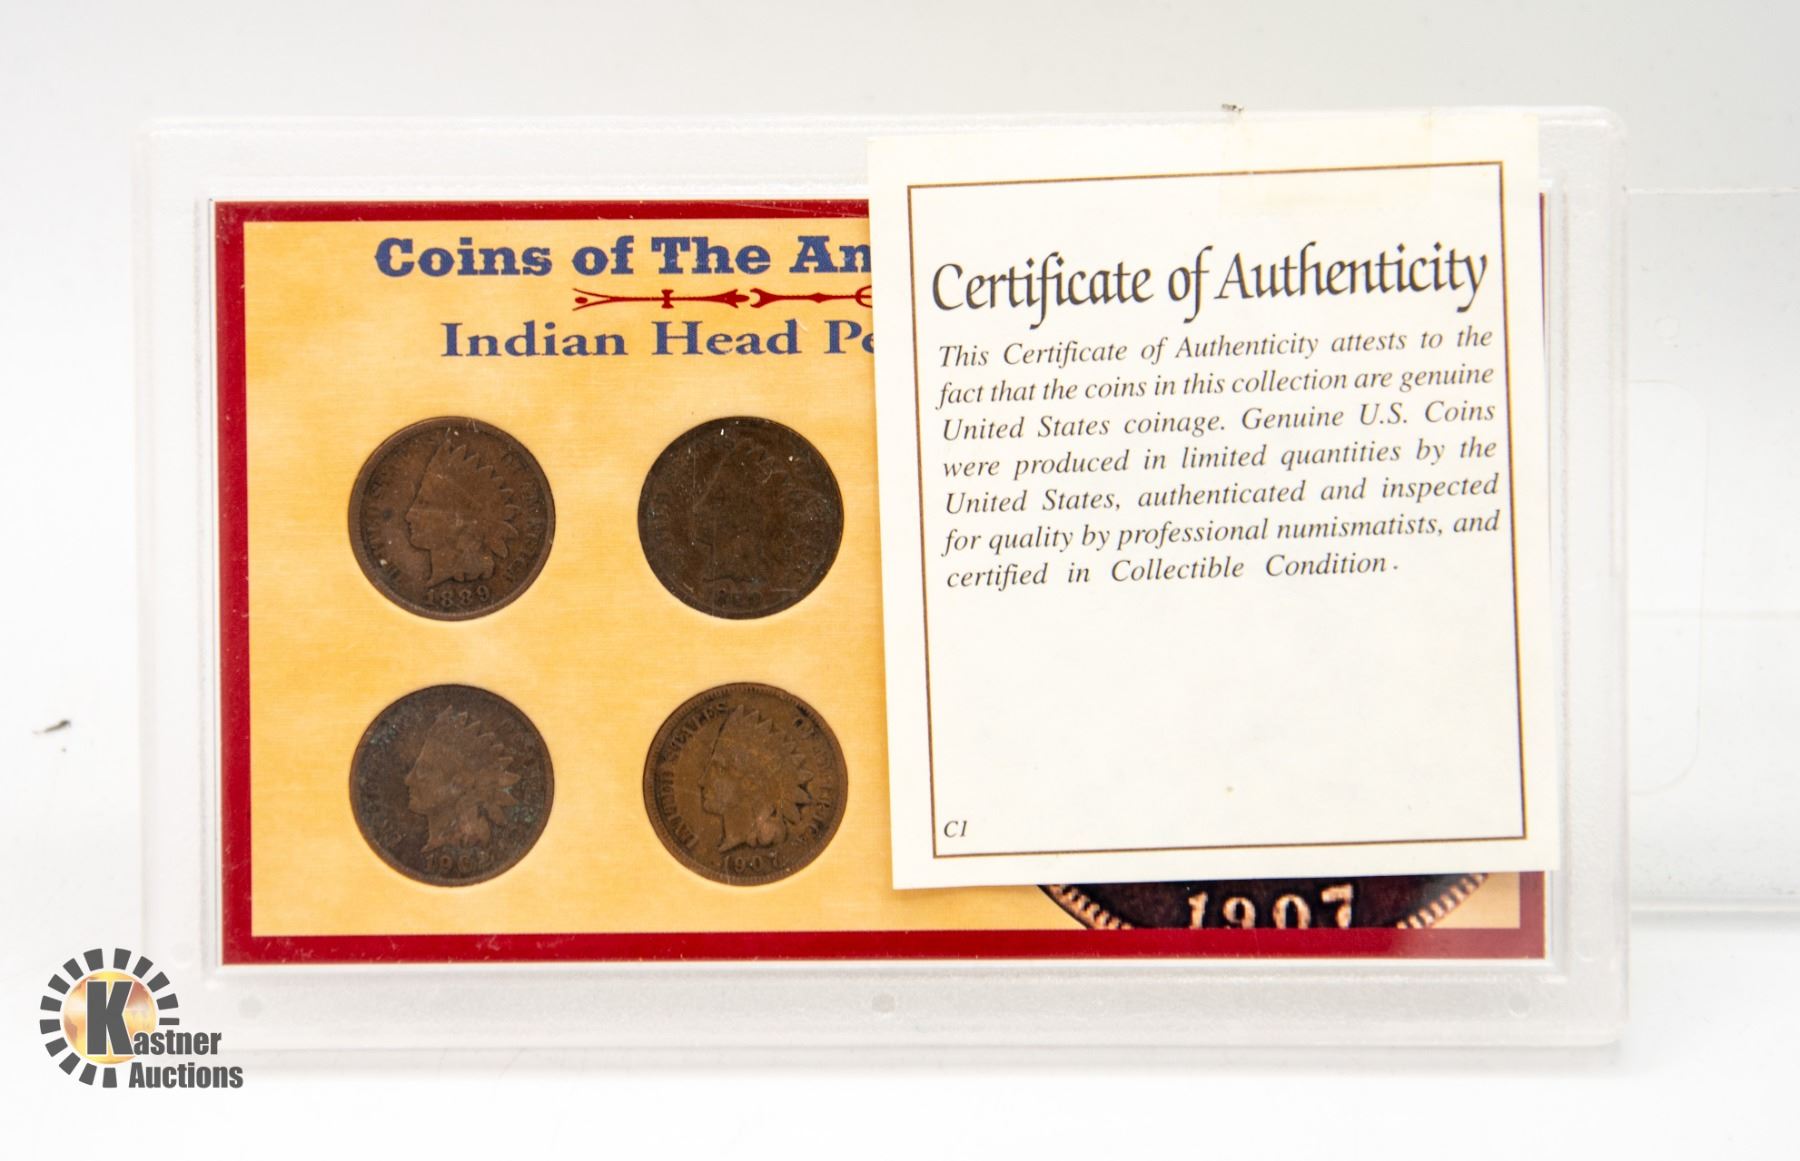 Coins of The
Indian Head
1889
1907
Certificate of Authenticity
This Certificate of Authenticity attests to the
fact that the coins in this collection are genuine
United States coinage. Genuine U.S. Coins
were produced in limited quantities by the
United States, authenticated and inspected
for quality by professional numismatists, and
certified in Collectible Condition.
C1
1907
Kastner
Auctions